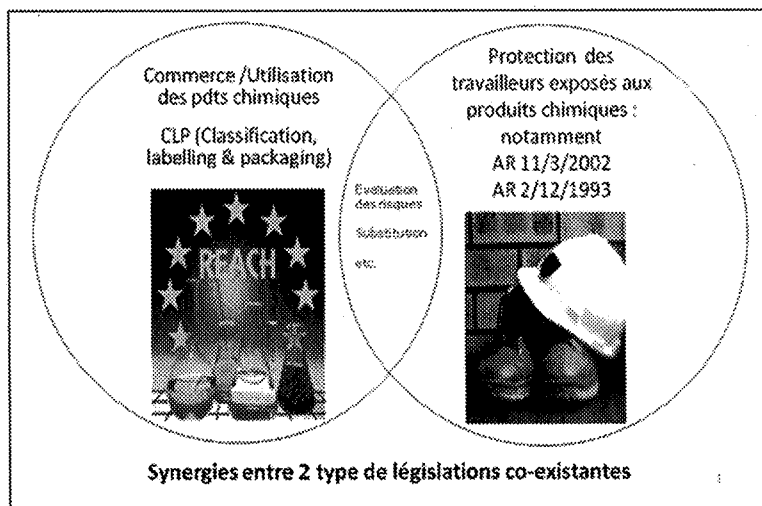 Commerce /Utilisation
des pdts chimiques
CLP (Classification,
labelling & packaging)
REACH
Evaluation
des risques
Substitution
etc.
Protection des
travailleurs exposés aux
produits chimiques :
notamment
AR 11/3/2002
AR 2/12/1993
Synergies entre 2 type de législations co-existantes